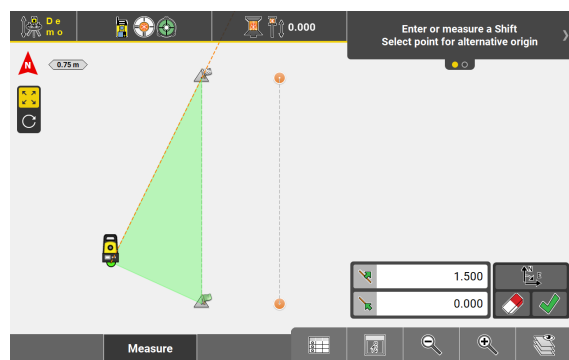 De
mo
0.000
Enter or measure a Shift
Select point for alternative origin
N
0.75 m
1.500
N
E
0.000
Measure